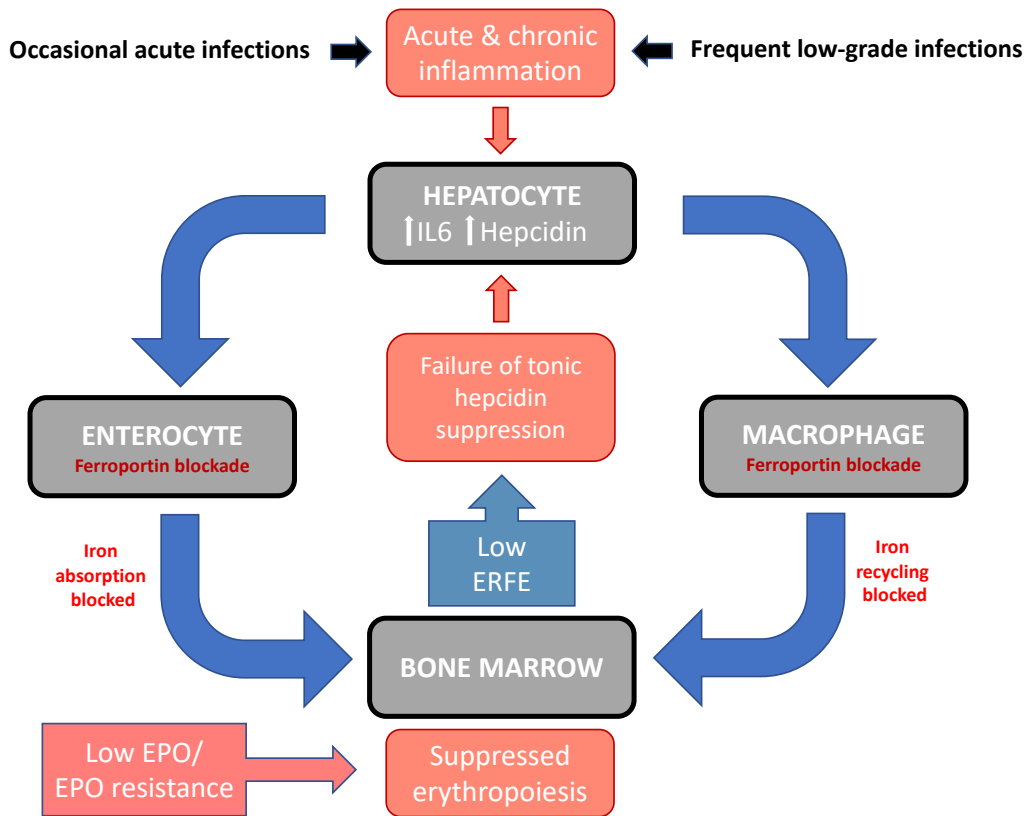 Occasional acute infections
Acute & chronic
inflammation
Frequent low-grade infections
HEPATOCYTE
↑IL6 ↑Hepcidin
Failure of tonic
hepcidin
suppression
ENTEROCYTE
Ferroportin blockade
MACROPHAGE
Ferroportin blockade
Iron
absorption
blocked
Low
ERFE
Iron
recycling
blocked
BONE MARROW
Low EPO/
EPO resistance
Suppressed
erythropoiesis